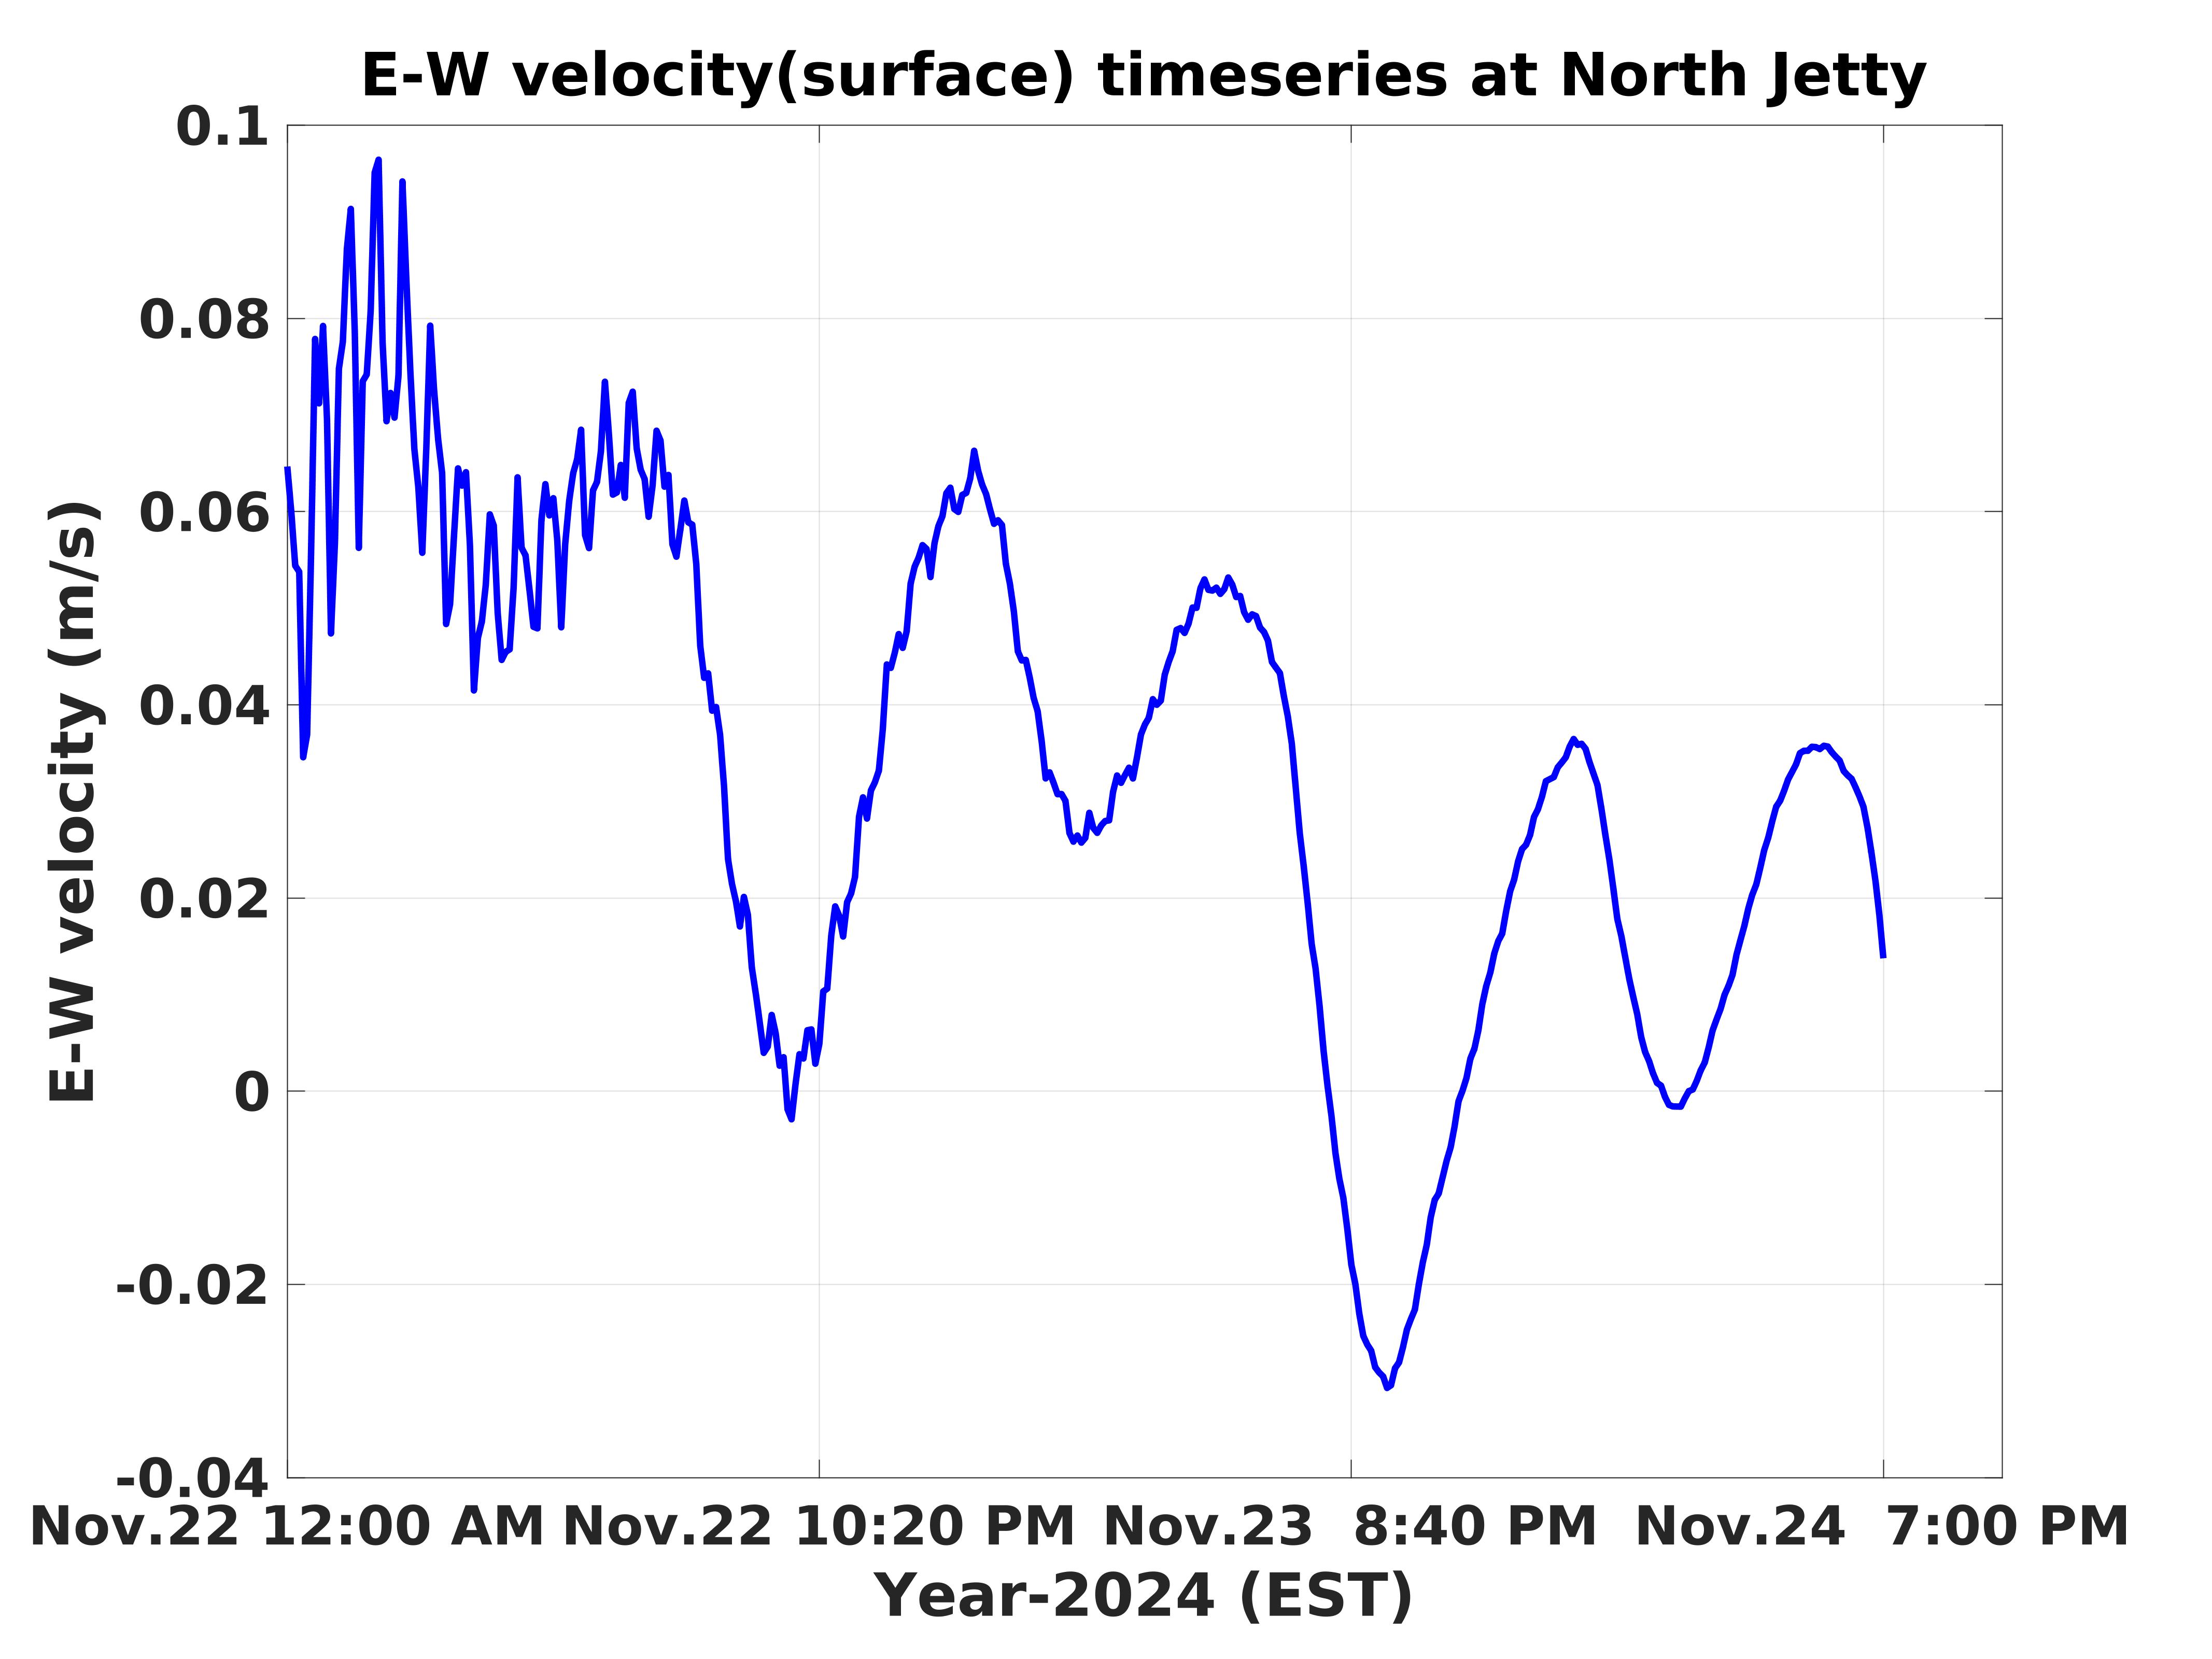 E-W velocity(surface) timeseries at North Jetty
0.1
0.08
0.06
0.04
0.02
0
-0.02
-0.04
E-W velocity (m/s)
Nov.22 12:00 AM Nov.22 10:20 PM Nov.23 8:40 PM Nov.24 7:00 PM
Year-2024 (EST)